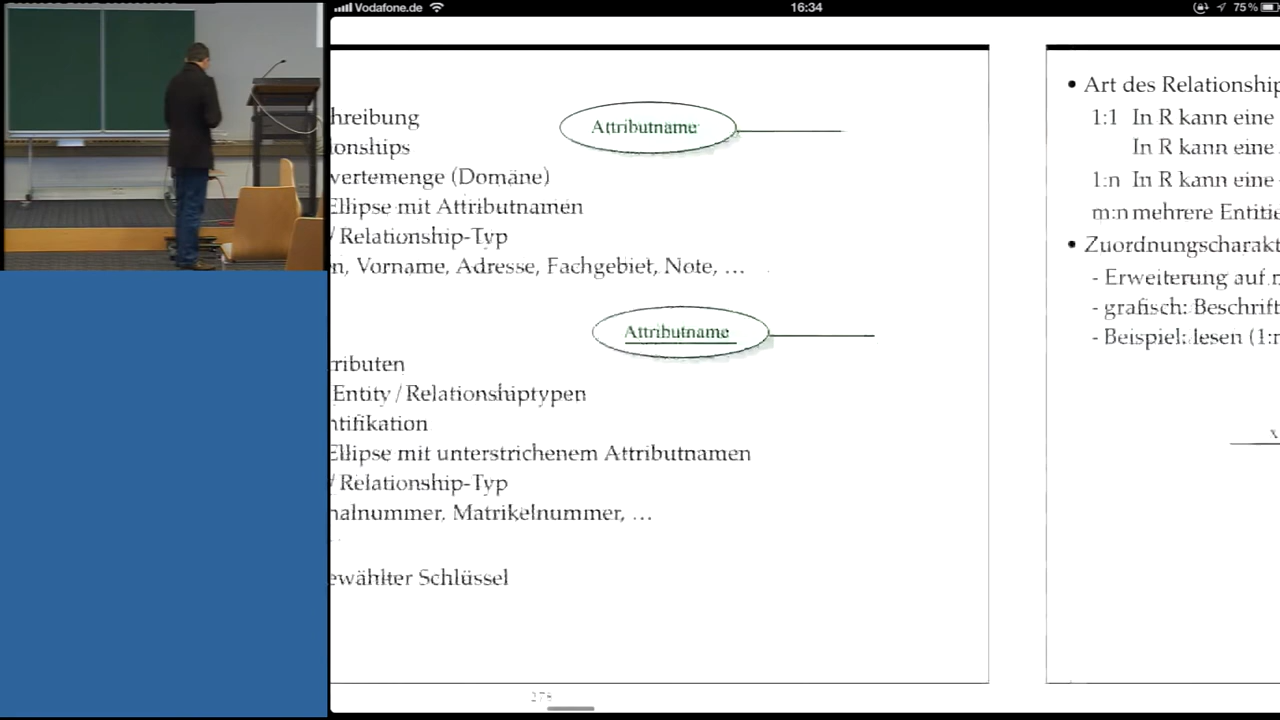 Vodafone.de
16:34
75%
hreibung
Attributname
ionships
wertemenge (Domäne)
Ellipse mit Attributnamen
/ Relationship-Typ
n, Vorname, Adresse, Fachgebiet, Note, …
Attributname
ributen
Entity / Relationshiptypen
ntifikation
Ellipse mit unterstrichenem Attributnamen
/ Relationship-Typ
nalnummer, Matrikelnummer, …
ewählter Schlüssel
278
• Art des Relationship
1:1 In R kann eine
In R kann eine
1:n In R kann eine
m:n mehrere Entitie
• Zuordnungscharakt
- Erweiterung auf n
- grafisch: Beschrift
- Beispiel: lesen (1:n